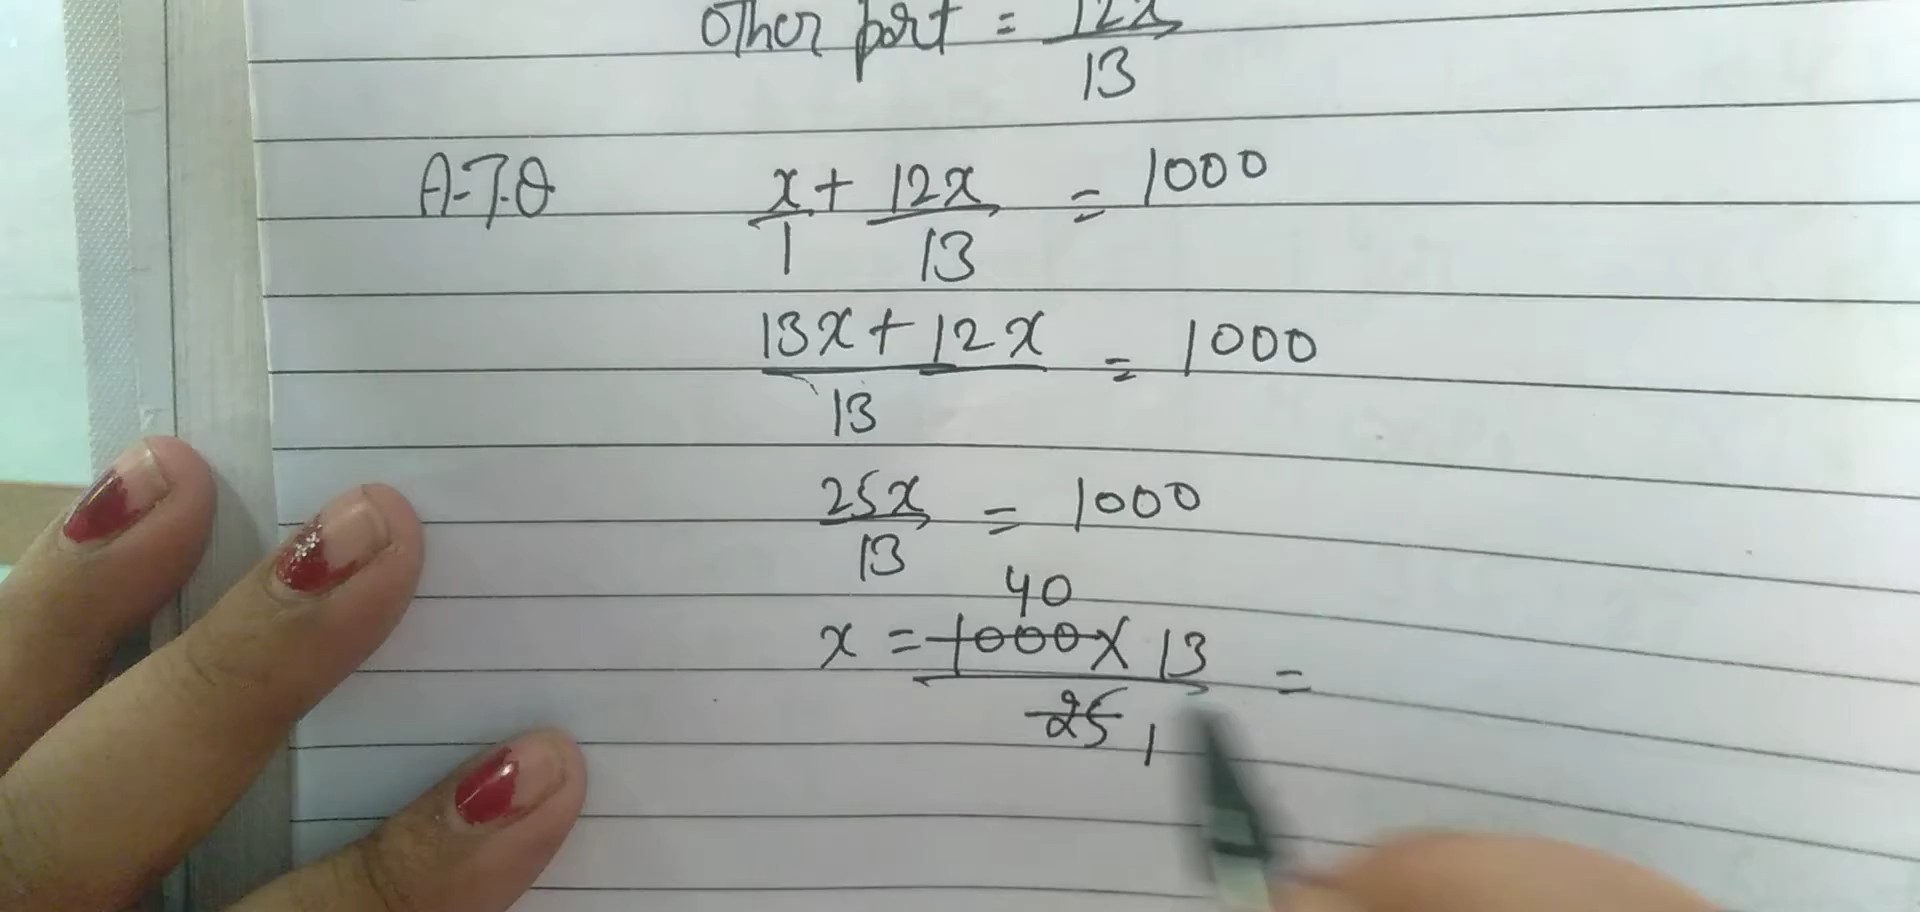 Other part = 12x/13
A.T.Q x/1 + 12x/13 = 1000
13x + 12x/13 = 1000
25x/13 = 1000
40
x = 1000 x 13/25 =
1